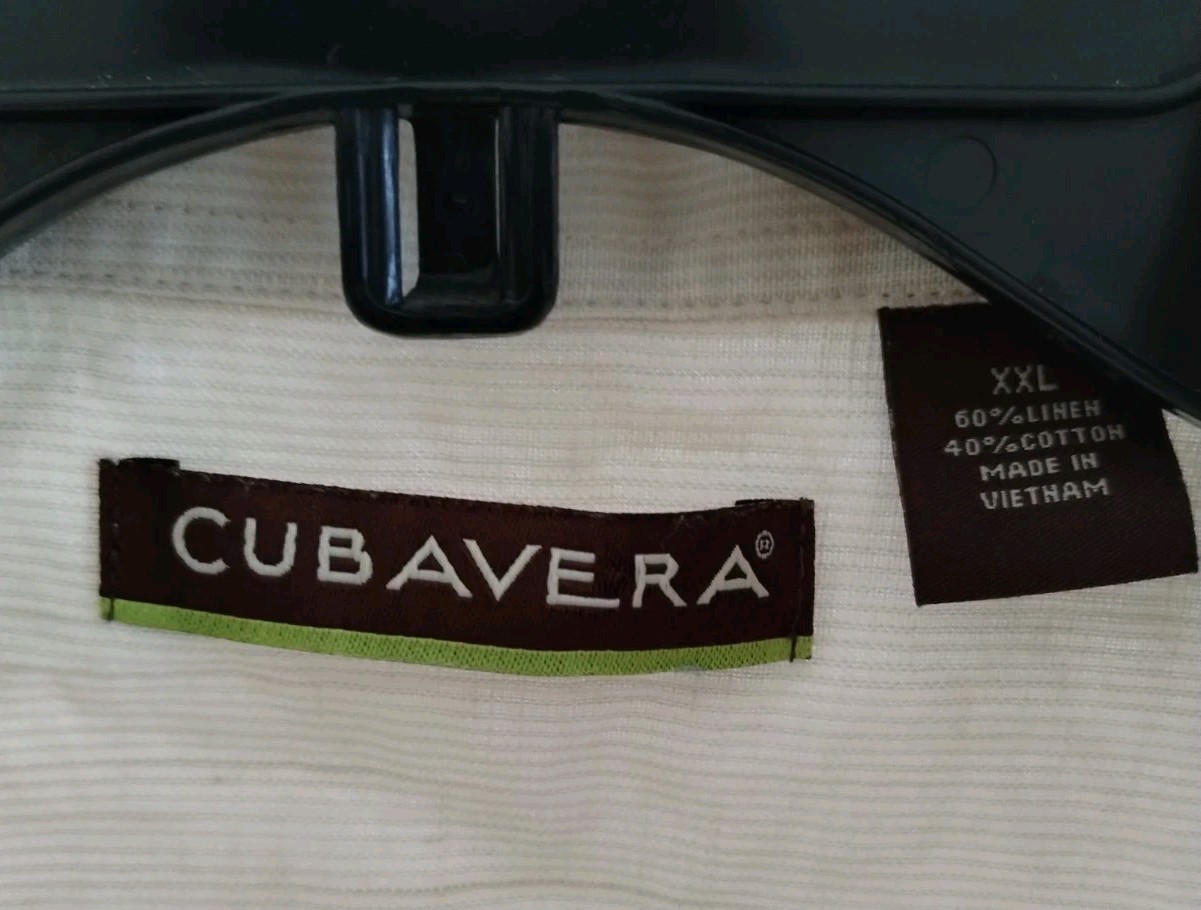 XXL
60%LINEN
40%COTTON
MADE IN
VIETNAM
CUBAVERA®